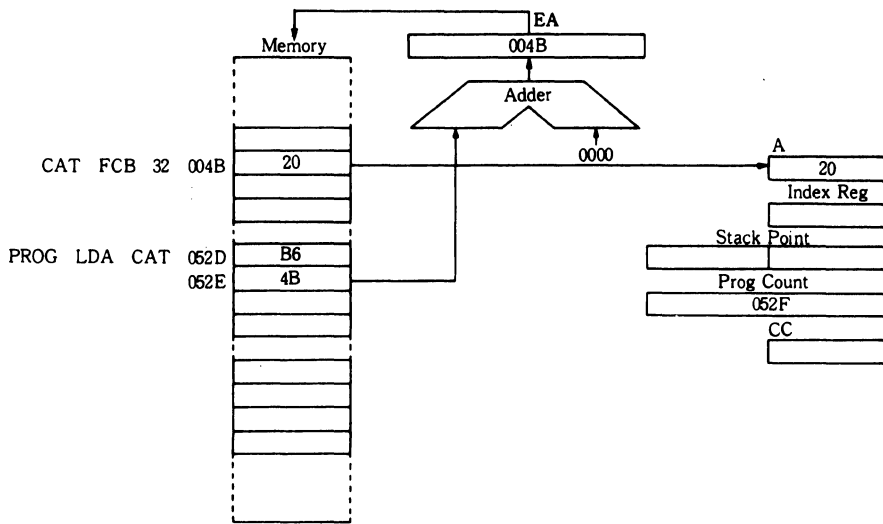 EA
Memory
004B
Adder
CAT FCB 32 004B
20
0000
A
20
Index Reg
Stack Point
PROG LDA CAT 052D
B6
052E
4B
Prog Count
052F
CC